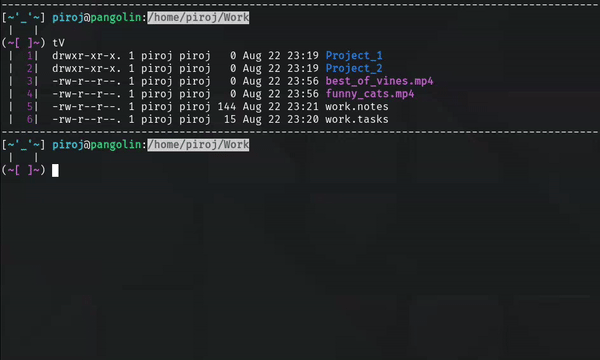 [~'_'~] piroj@pangolin:/home/piroj/Work
 |   |
(~[ ]~) tV
 |  1| drwxr-xr-x. 1 piroj piroj   0 Aug 22 23:19 Project_1
 |  2| drwxr-xr-x. 1 piroj piroj   0 Aug 22 23:19 Project_2
 |  3| -rw-r--r--. 1 piroj piroj   0 Aug 22 23:56 best_of_vines.mp4
 |  4| -rw-r--r--. 1 piroj piroj   0 Aug 22 23:56 funny_cats.mp4
 |  5| -rw-r--r--. 1 piroj piroj 144 Aug 22 23:21 work.notes
 |  6| -rw-r--r--. 1 piroj piroj  15 Aug 22 23:20 work.tasks
[~'_'~] piroj@pangolin:/home/piroj/Work
 |   |
(~[ ]~)